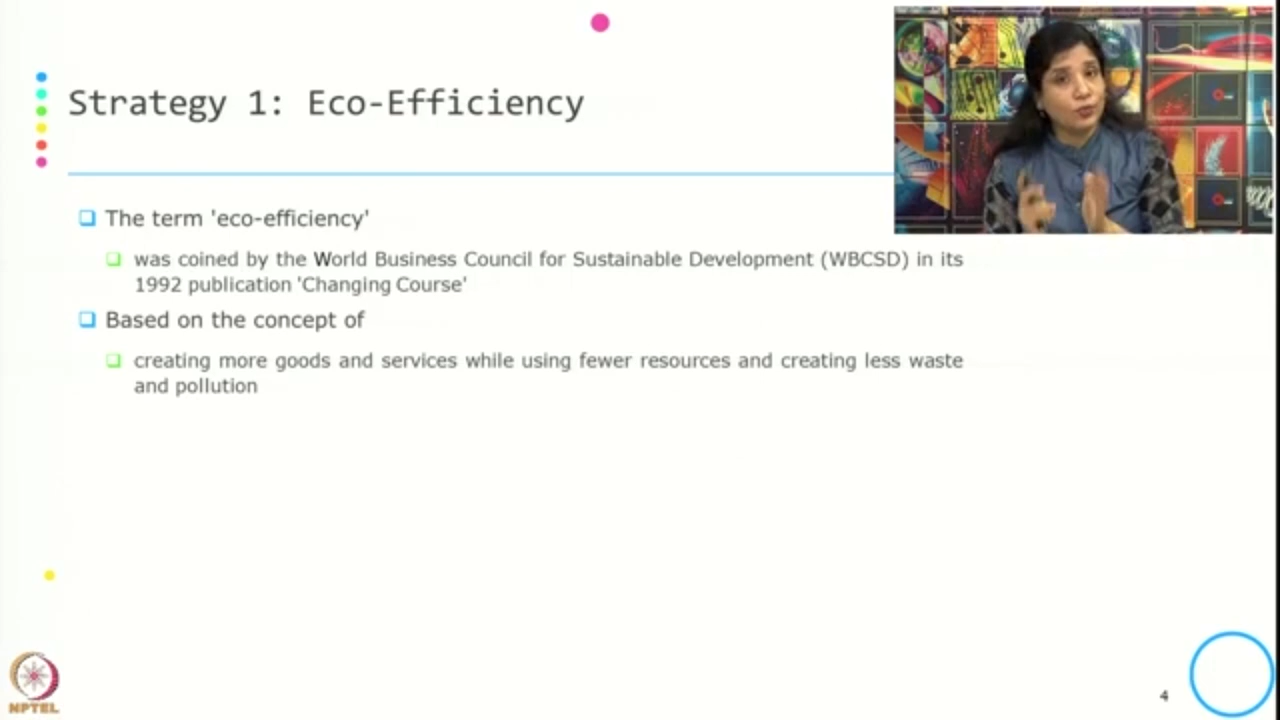 Strategy 1: Eco-Efficiency
The term 'eco-efficiency'
was coined by the World Business Council for Sustainable Development (WBCSD) in its
1992 publication 'Changing Course'
Based on the concept of
creating more goods and services while using fewer resources and creating less waste
and pollution
NPTEL
4